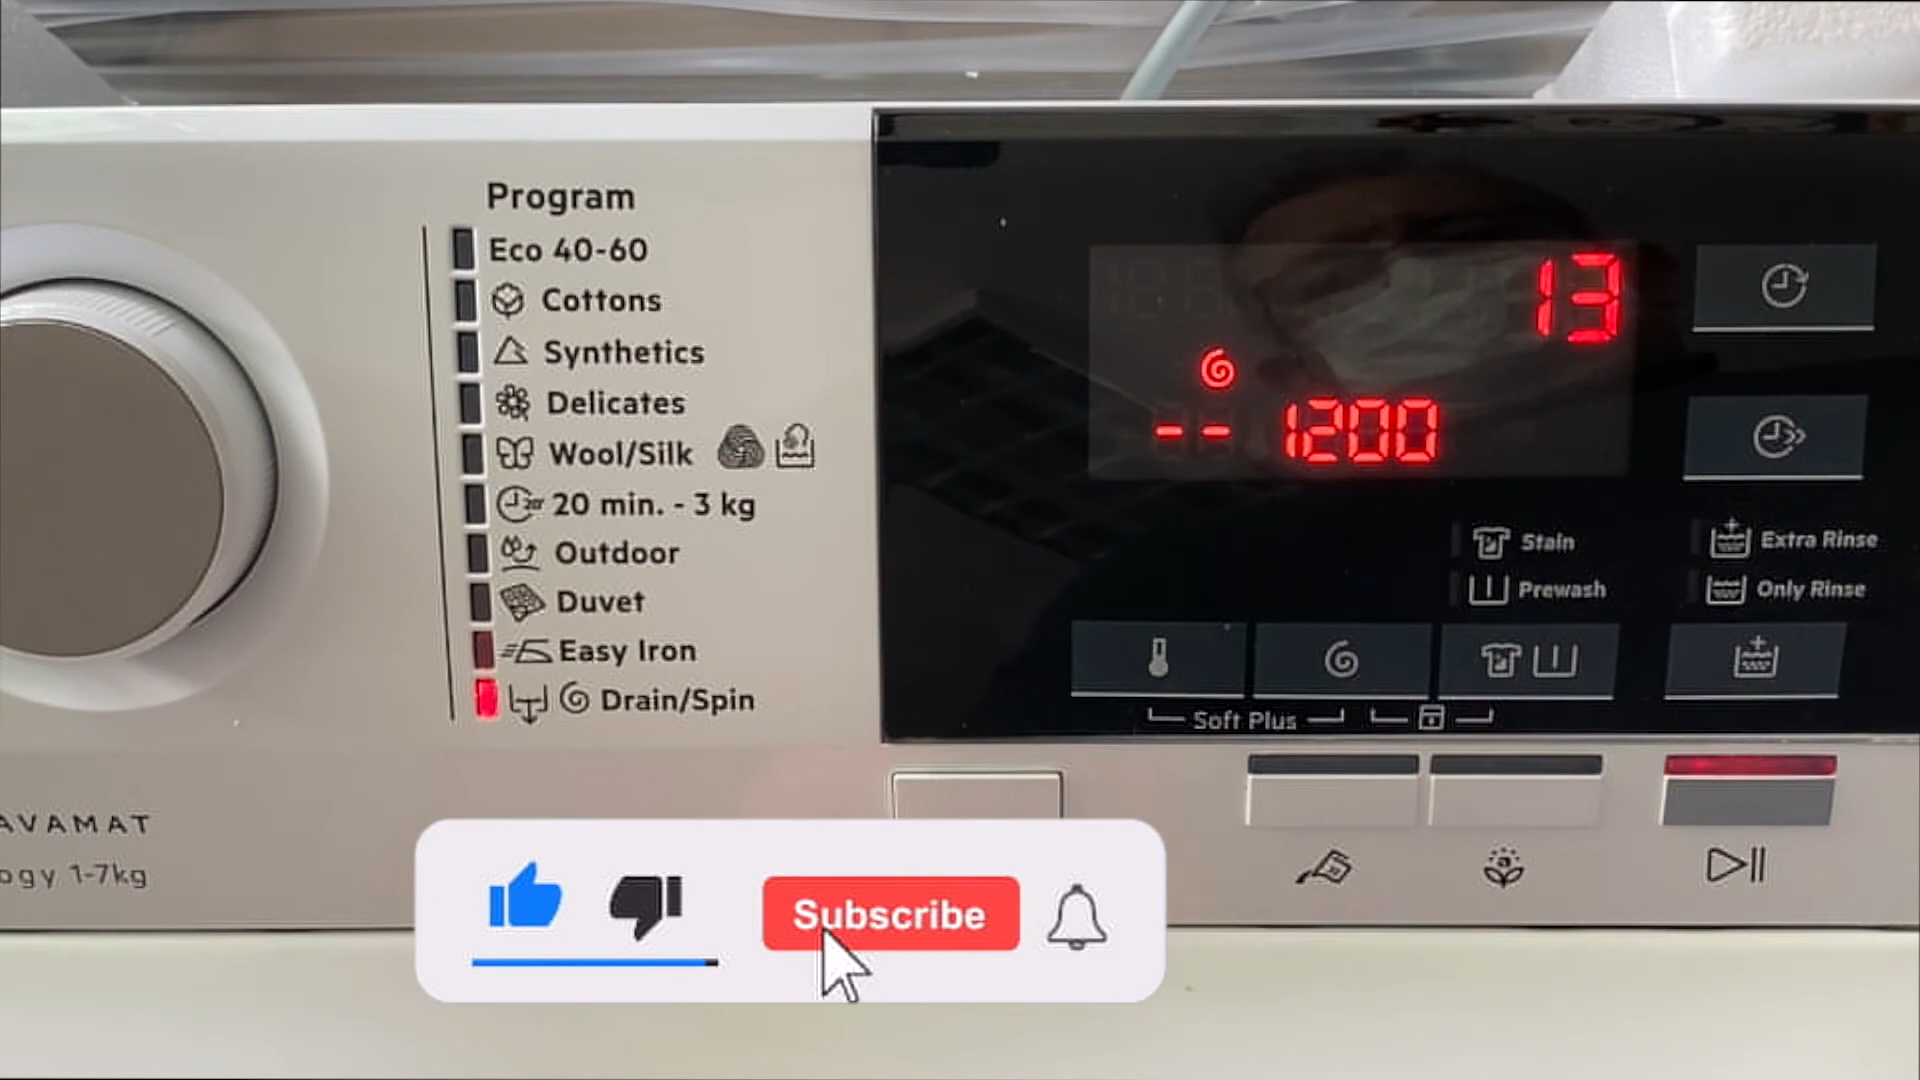 Program
Eco 40-60
Cottons
Synthetics
Delicates
Wool/Silk
20 min. - 3 kg
Outdoor
Duvet
Easy Iron
Drain/Spin
AVAMAT
ogy 1-7kg
13
-- 1200
Stain
Extra Rinse
Prewash
Only Rinse
Soft Plus
Subscribe